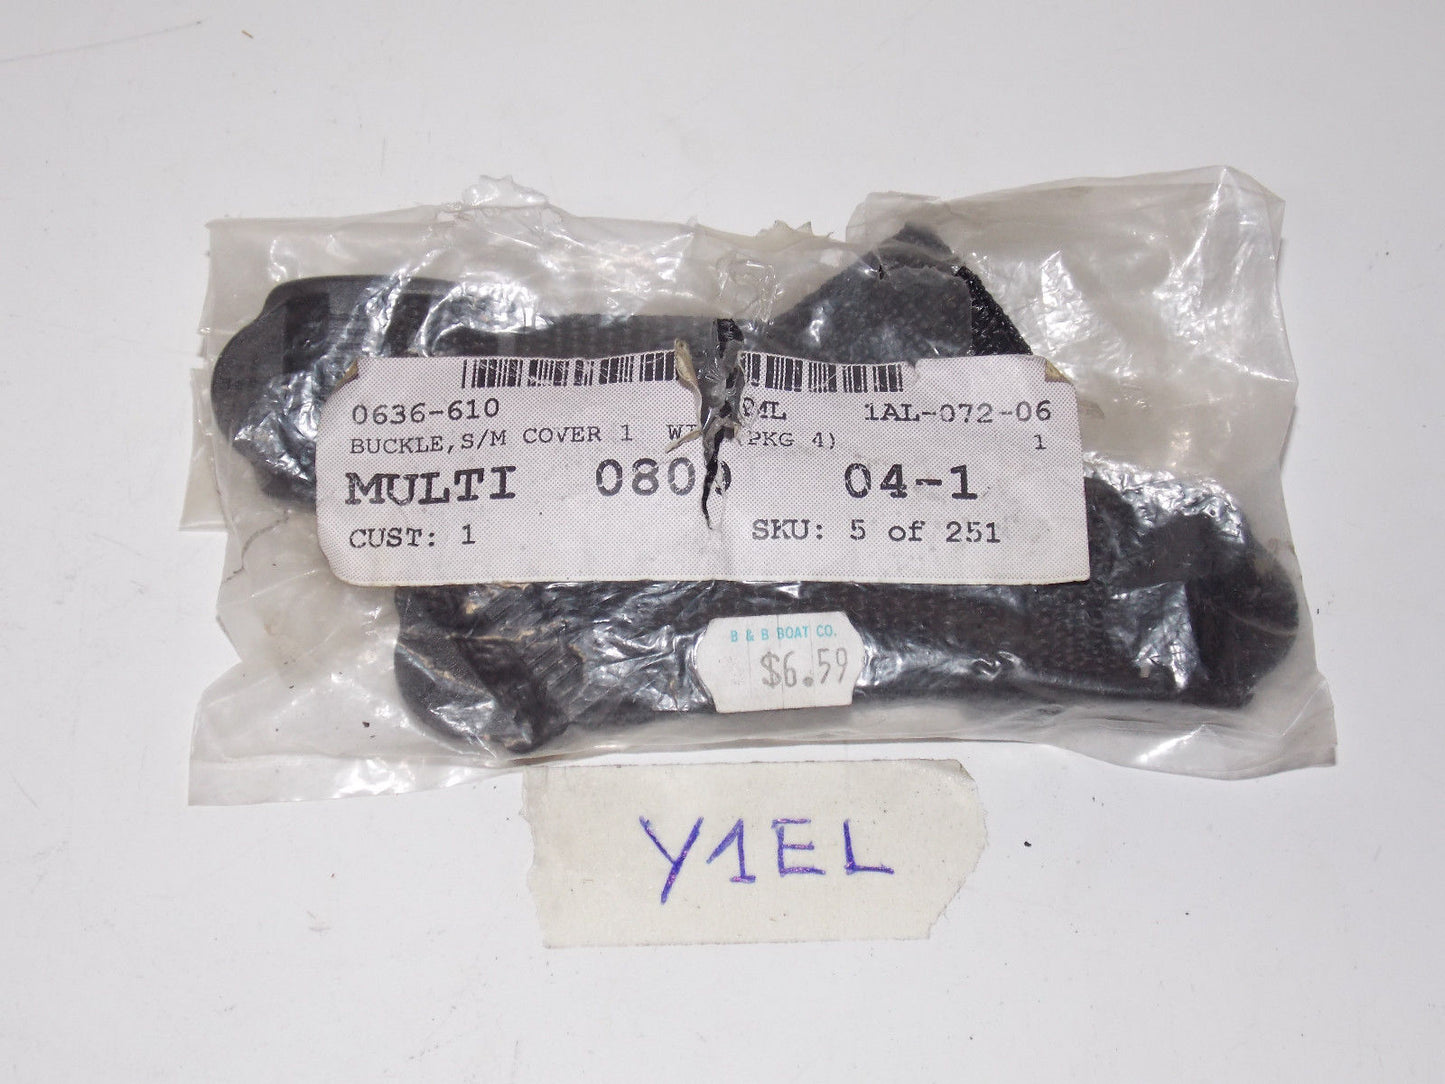 0636-610 1AL-072-06
BUCKLE,S/M COVER 1 (PKG 4) 1
MULTI 0809 04-1
CUST: 1 SKU: 5 of 251
B & B BOAT CO.
$6.59
Y1EL